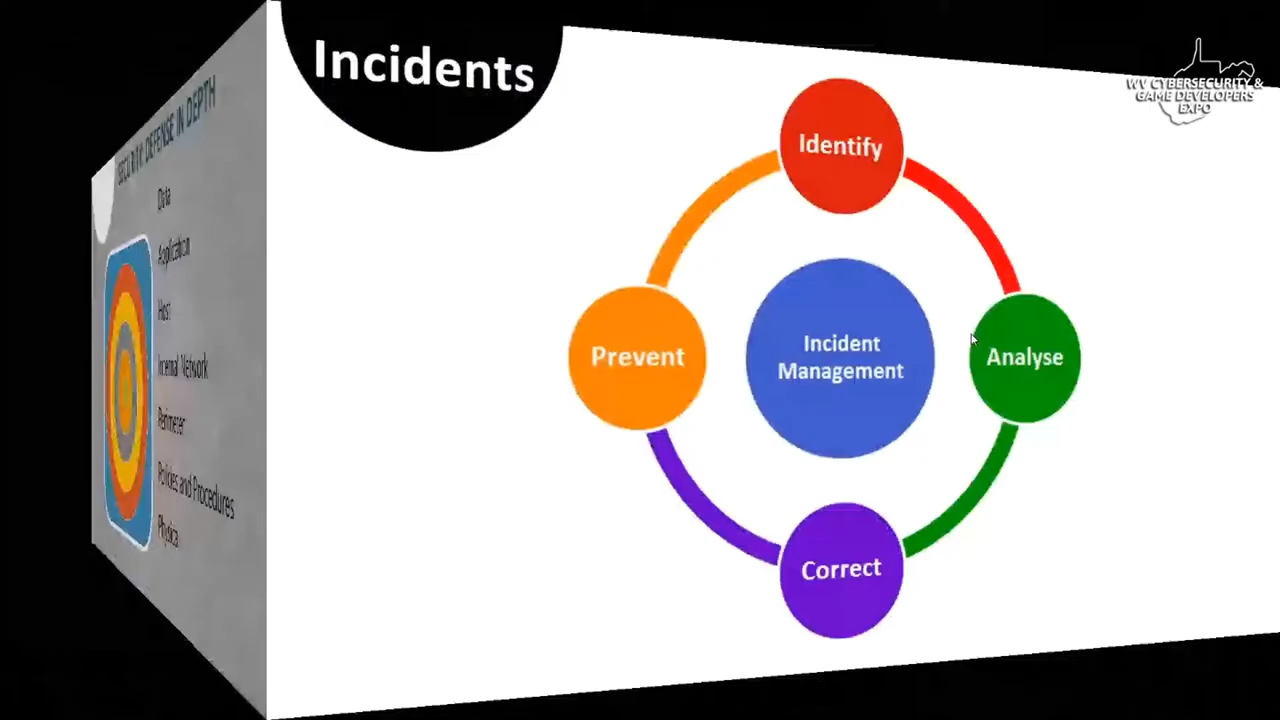 Incidents
WV CYBERSECURITY &
GAME DEVELOPERS
EXPO
SECURITY: DEFENSE IN DEPTH
Data
Application
Host
Internal Network
Perimeter
Policies and Procedures
Physical
Identify
Prevent
Incident
Management
Analyse
Correct